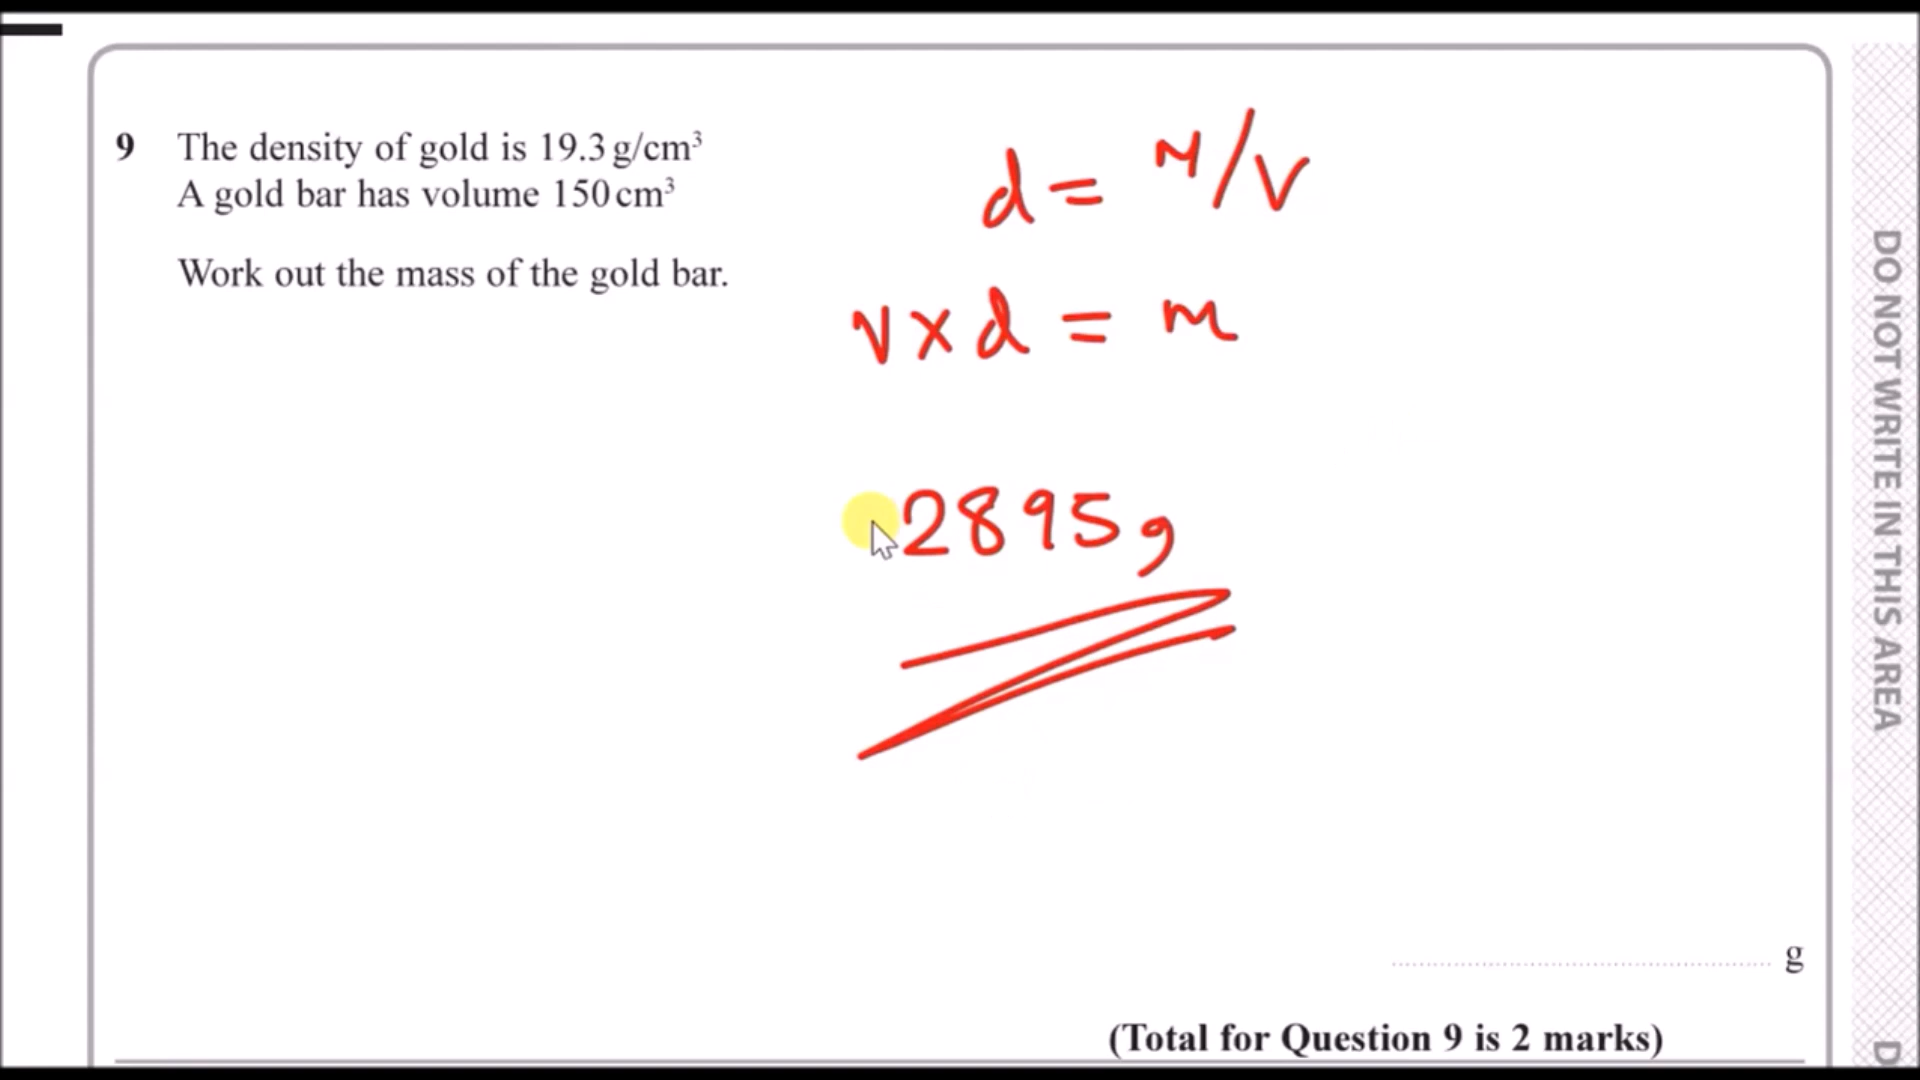 9 The density of gold is 19.3 g/cm³
A gold bar has volume 150 cm³
Work out the mass of the gold bar.
d = M/V
v x d = m
2895g
g
(Total for Question 9 is 2 marks)
DO NOT WRITE IN THIS AREA
D